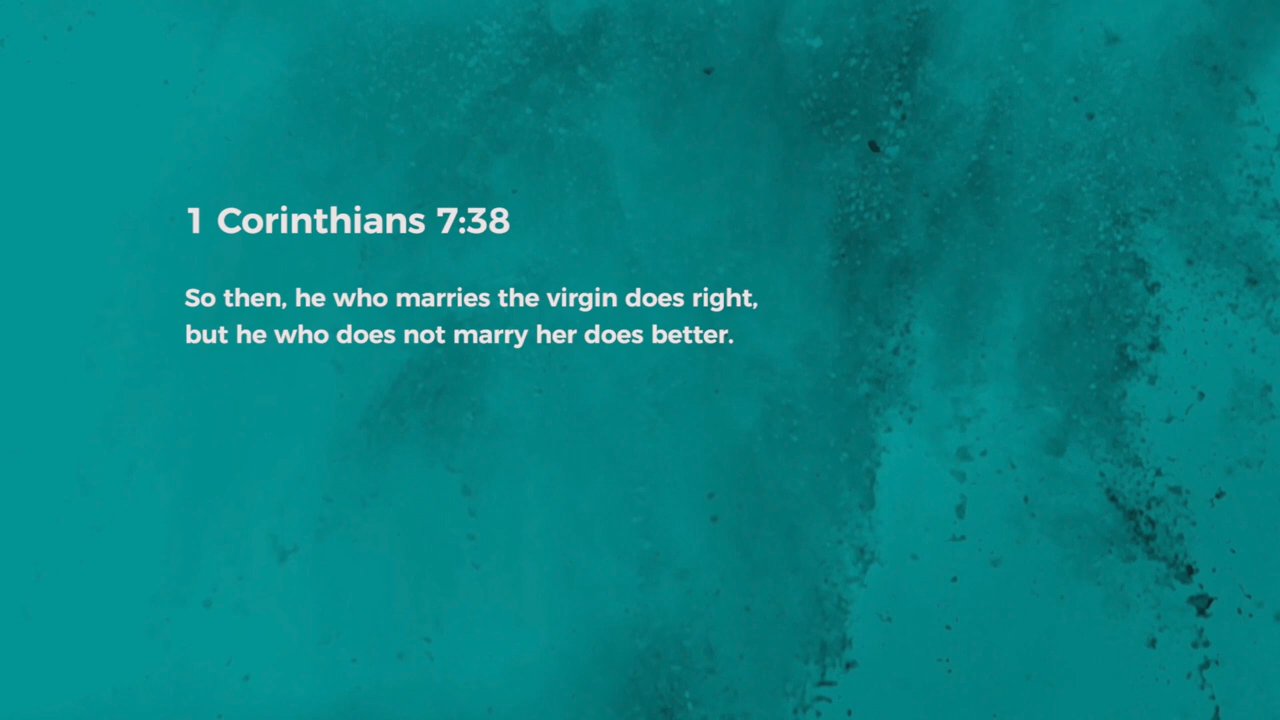 1 Corinthians 7:38
So then, he who marries the virgin does right,
but he who does not marry her does better.